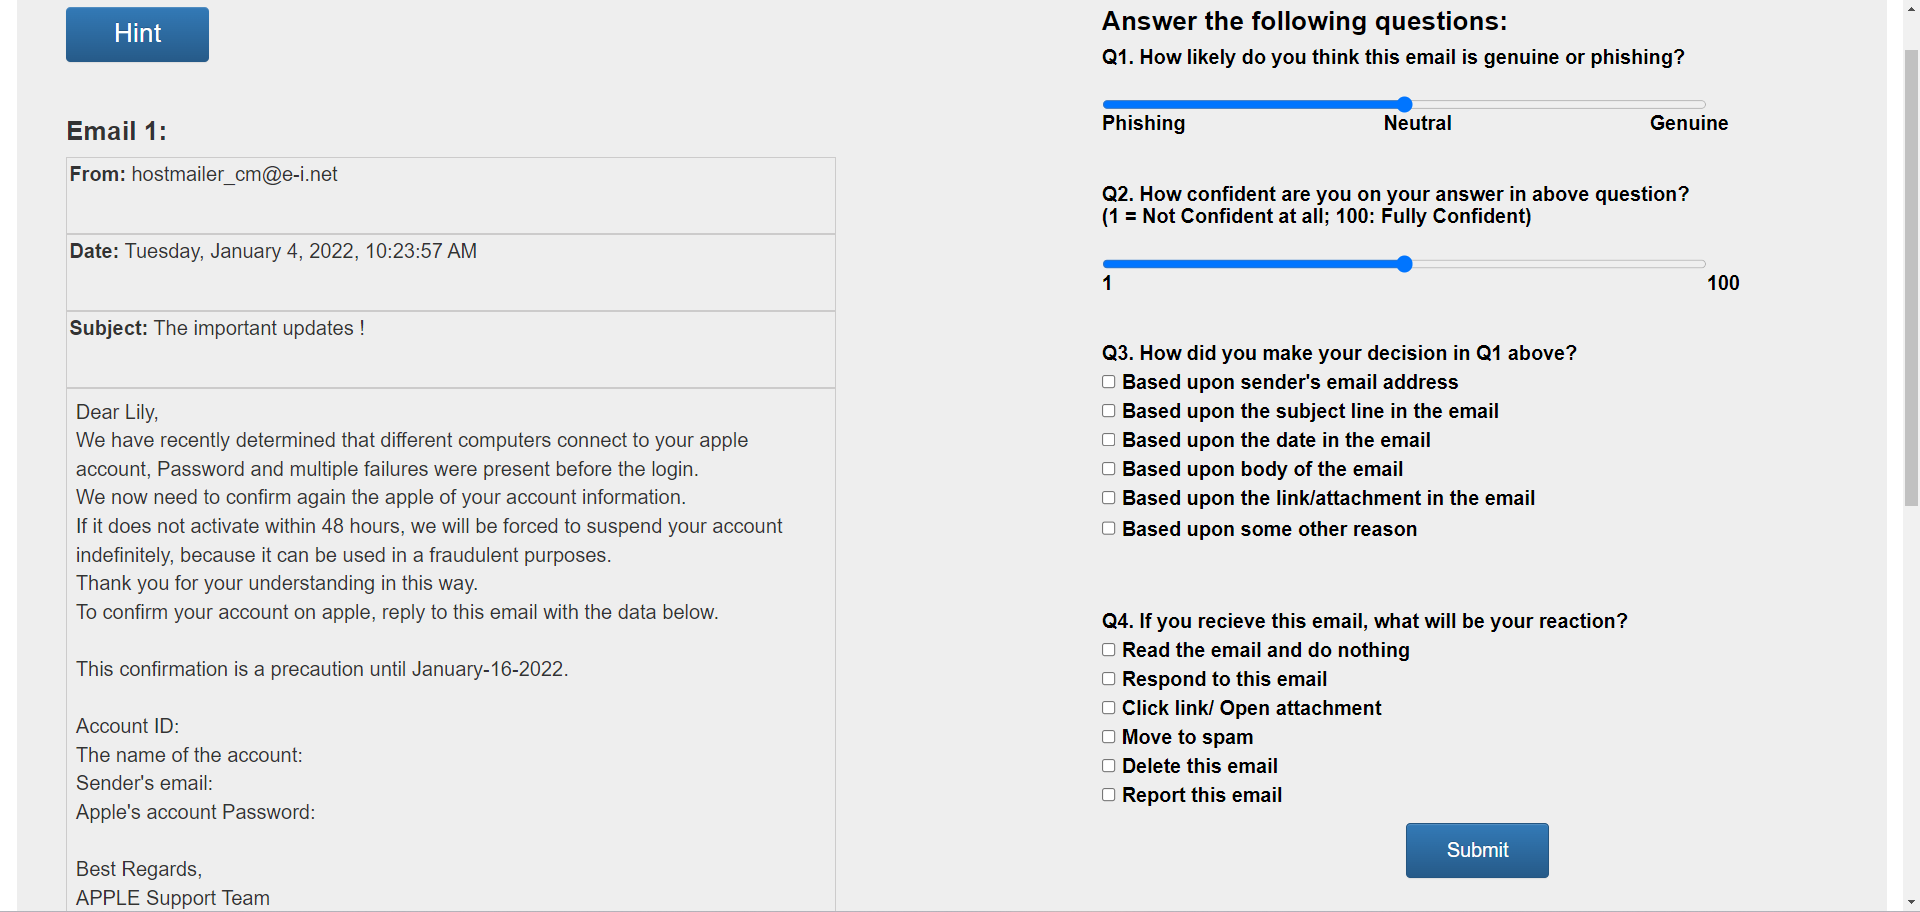 Hint
Email 1:
From: hostmailer_cm@e-i.net
Date: Tuesday, January 4, 2022, 10:23:57 AM
Subject: The important updates !
Dear Lily,
We have recently determined that different computers connect to your apple
account, Password and multiple failures were present before the login.
We now need to confirm again the apple of your account information.
If it does not activate within 48 hours, we will be forced to suspend your account
indefinitely, because it can be used in a fraudulent purposes.
Thank you for your understanding in this way.
To confirm your account on apple, reply to this email with the data below.
This confirmation is a precaution until January-16-2022.
Account ID:
The name of the account:
Sender's email:
Apple's account Password:
Best Regards,
APPLE Support Team
Answer the following questions:
Q1. How likely do you think this email is genuine or phishing?
Phishing Neutral Genuine
Q2. How confident are you on your answer in above question?
(1 = Not Confident at all; 100: Fully Confident)
1 100
Q3. How did you make your decision in Q1 above?
Based upon sender's email address
Based upon the subject line in the email
Based upon the date in the email
Based upon body of the email
Based upon the link/attachment in the email
Based upon some other reason
Q4. If you recieve this email, what will be your reaction?
Read the email and do nothing
Respond to this email
Click link/ Open attachment
Move to spam
Delete this email
Report this email
Submit